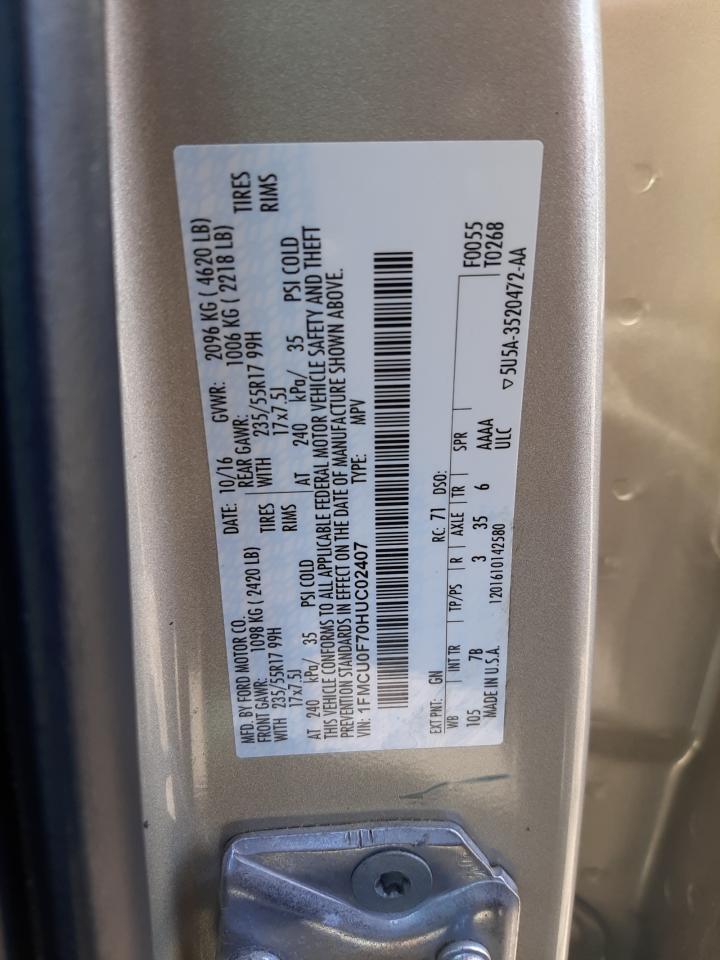 MFD. BY FORD MOTOR CO. DATE: 10/16 GVWR: 2096 KG ( 4620 LB)
FRONT GAWR: 1098 KG ( 2420 LB) REAR GAWR: 1006 KG ( 2218 LB)
WITH 235/55R17 99H TIRES WITH 235/55R17 99H TIRES
17x7.5J RIMS 17x7.5J RIMS
AT 240 kPa/ 35 PSI COLD AT 240 kPa/ 35 PSI COLD
THIS VEHICLE CONFORMS TO ALL APPLICABLE FEDERAL MOTOR VEHICLE SAFETY AND THEFT
PREVENTION STANDARDS IN EFFECT ON THE DATE OF MANUFACTURE SHOWN ABOVE.
VIN: 1FMCU0F70HUC02407 TYPE: MPV
EXT PNT: GN RC: 71 DSO: F0055
WB INT TR TP/PS R AXLE TR SPR T0268
105 7B 3 35 6 AAAA ▽5U5A-3520472-AA
MADE IN U.S.A. 1201610142580 ULC